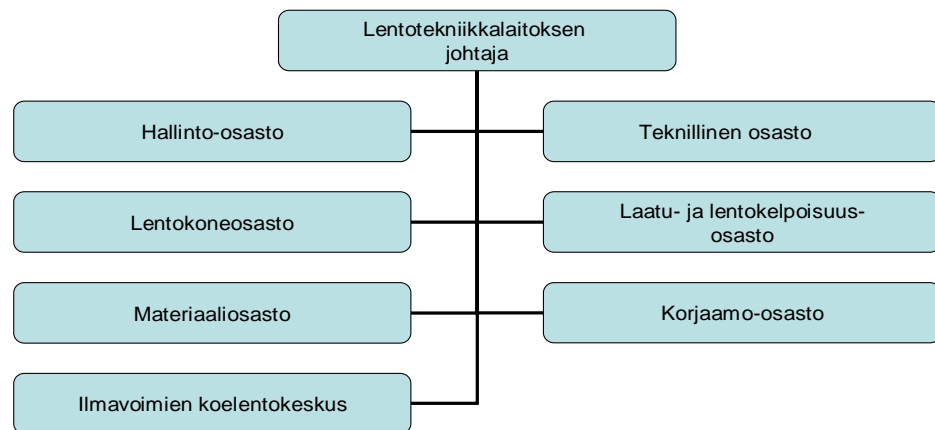 Lentotekniikkalaitoksen
johtaja
Hallinto-osasto
Teknillinen osasto
Lentokoneosasto
Laatu- ja lentokelpoisuus-
osasto
Materiaaliosasto
Korjaamo-osasto
Ilmavoimien koelentokeskus